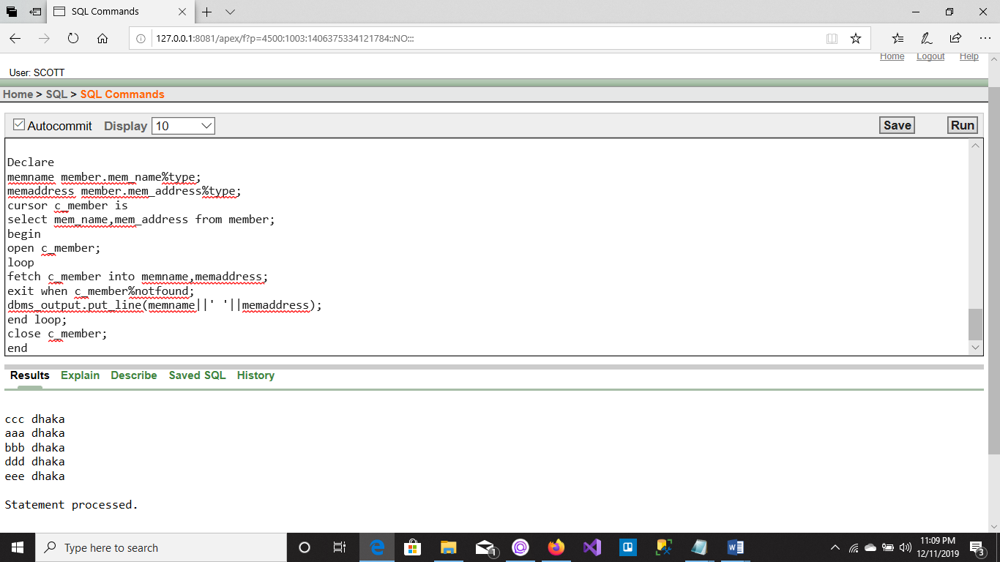 SQL Commands
127.0.0.1:8081/apex/f?p=4500:1003:1406375334121784::NO:::
Home Logout Help
User: SCOTT
Home > SQL > SQL Commands
Autocommit Display 10 Save Run
Declare
memname member.mem_name%type;
memaddress member.mem_address%type;
cursor c_member is
select mem_name,mem_address from member;
begin
open c_member;
loop
fetch c_member into memname,memaddress;
exit when c_member%notfound;
dbms_output.put_line(memname||' '||memaddress);
end loop;
close c_member;
end
Results Explain Describe Saved SQL History
ccc dhaka
aaa dhaka
bbb dhaka
ddd dhaka
eee dhaka
Statement processed.
Type here to search
1
11:09 PM
12/11/2019
3